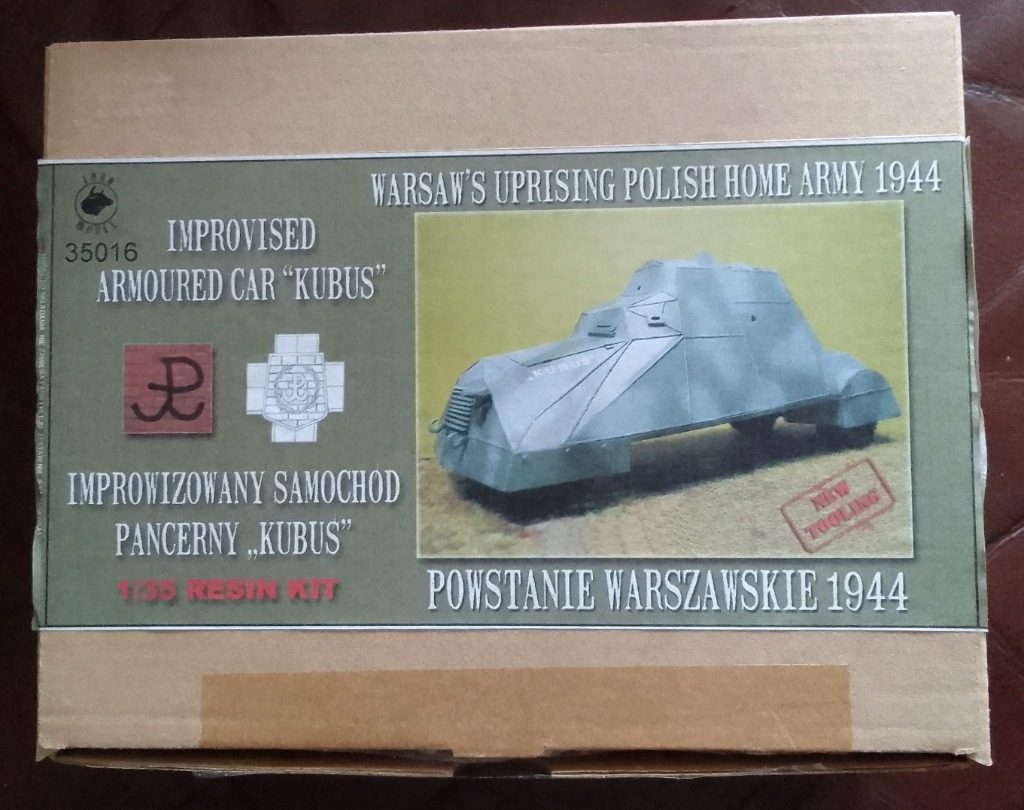 WARSAW'S UPRISING POLISH HOME ARMY 1944
35016
IMPROVISED
ARMOURED CAR "KUBUS"
"KUBUŚ"
IMPROWIZOWANY SAMOCHOD
PANCERNY „KUBUS”
1/35 RESIN KIT
NEW
TOOLING
POWSTANIE WARSZAWSKIE 1944